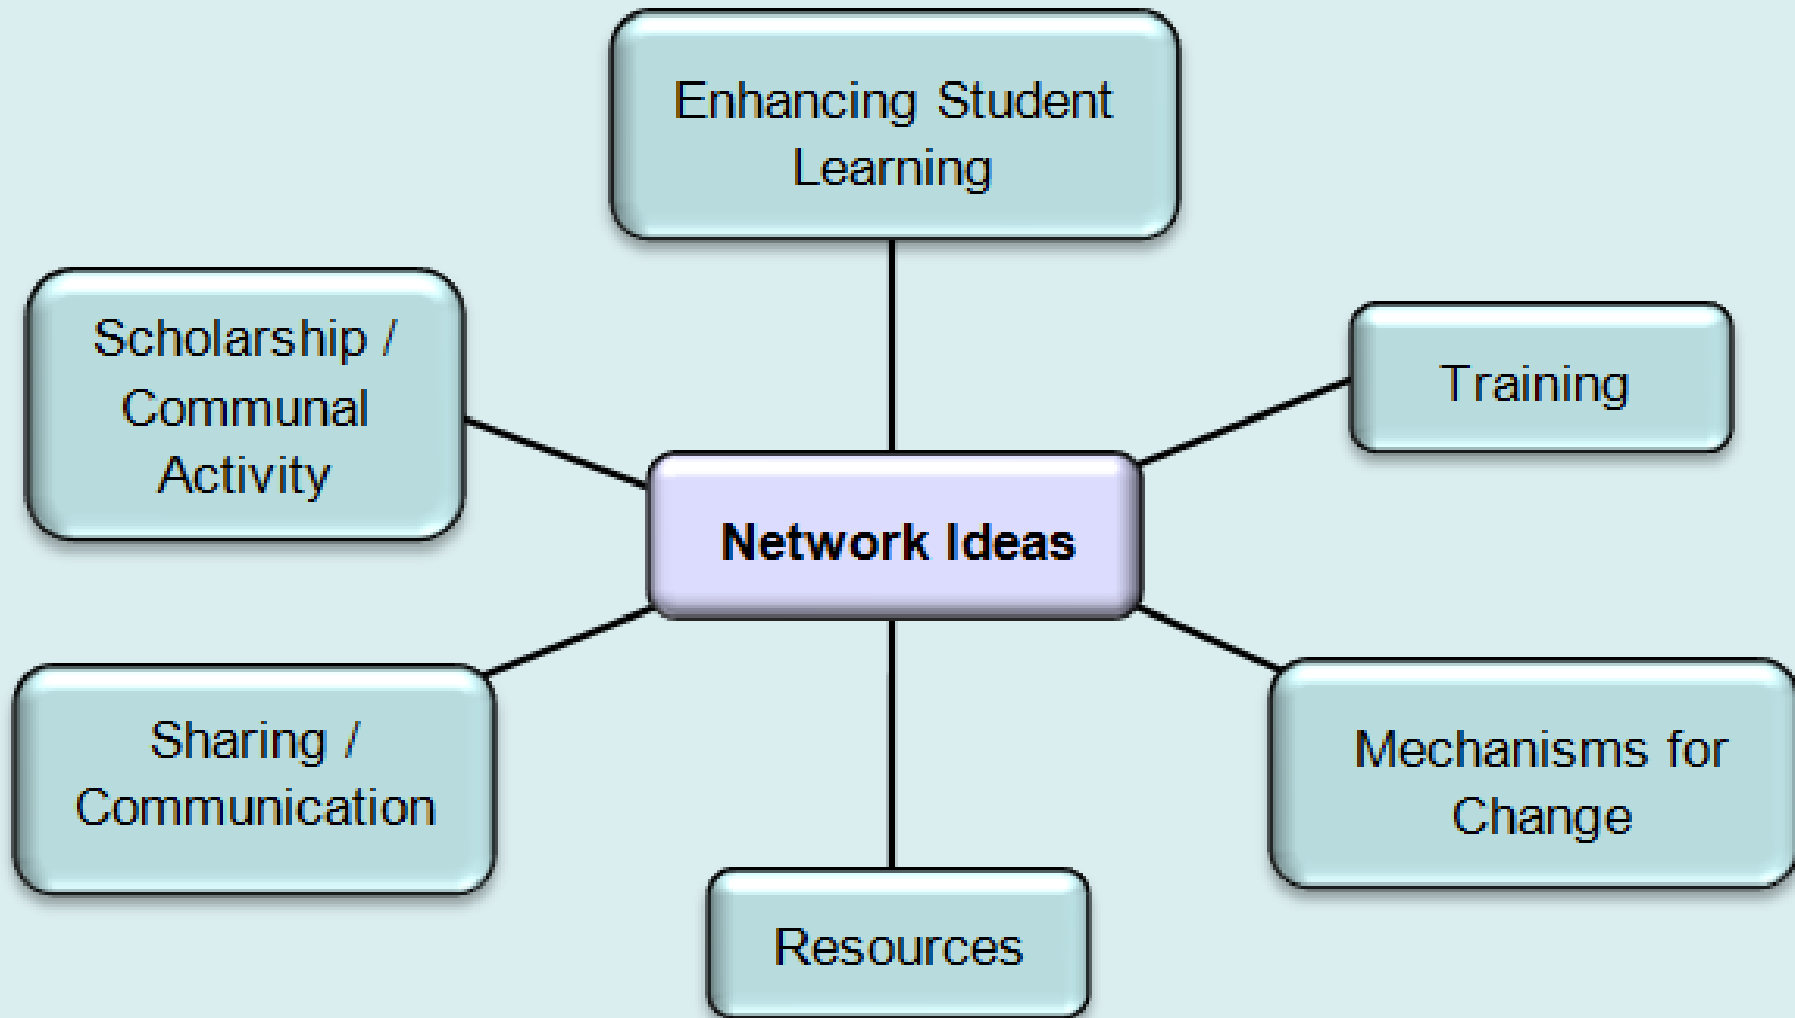 Enhancing Student
Learning
Scholarship /
Communal
Activity
Training
Network Ideas
Sharing /
Communication
Mechanisms for
Change
Resources